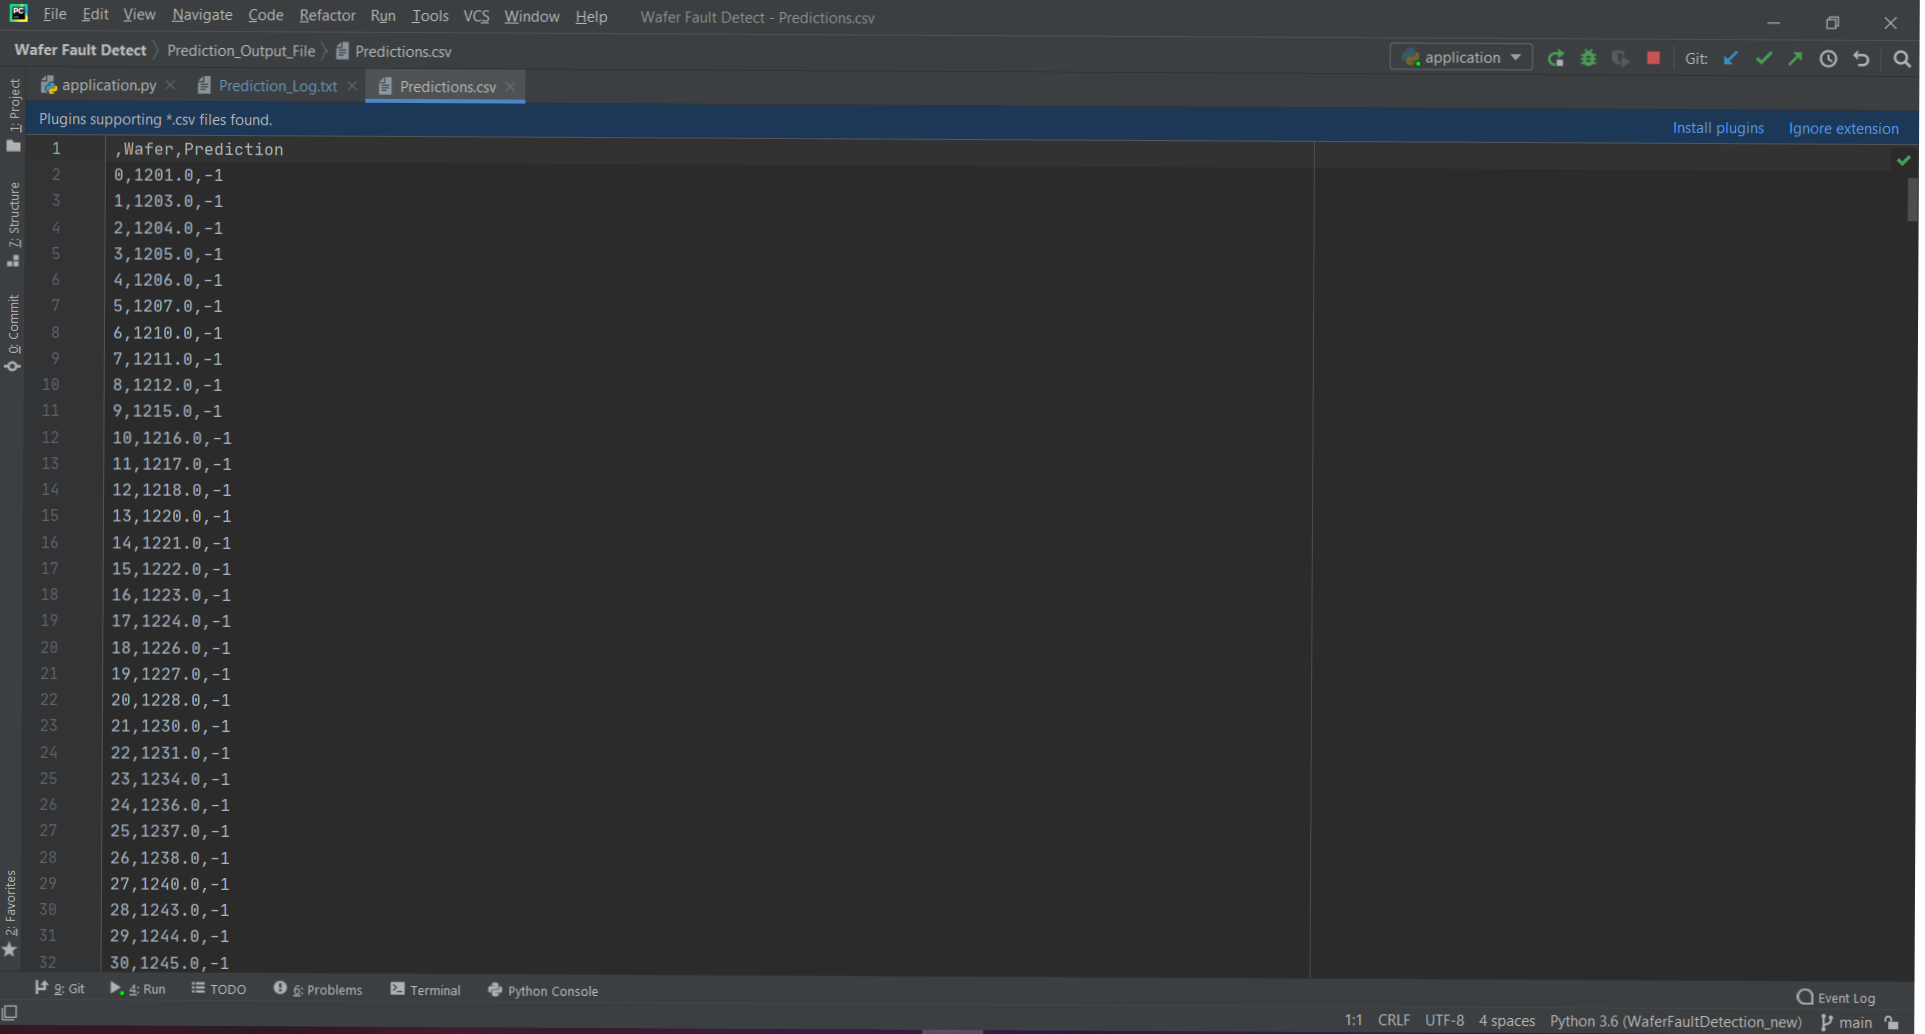 PC File Edit View Navigate Code Refactor Run Tools VCS Window Help Wafer Fault Detect - Predictions.csv
Wafer Fault Detect Prediction_Output_File Predictions.csv application Git:
application.py Prediction_Log.txt Predictions.csv
Plugins supporting *.csv files found. Install plugins Ignore extension
1: Project
7: Structure
0: Commit
2: Favorites
1 ,Wafer,Prediction
2 0,1201.0,-1
3 1,1203.0,-1
4 2,1204.0,-1
5 3,1205.0,-1
6 4,1206.0,-1
7 5,1207.0,-1
8 6,1210.0,-1
9 7,1211.0,-1
10 8,1212.0,-1
11 9,1215.0,-1
12 10,1216.0,-1
13 11,1217.0,-1
14 12,1218.0,-1
15 13,1220.0,-1
16 14,1221.0,-1
17 15,1222.0,-1
18 16,1223.0,-1
19 17,1224.0,-1
20 18,1226.0,-1
21 19,1227.0,-1
22 20,1228.0,-1
23 21,1230.0,-1
24 22,1231.0,-1
25 23,1234.0,-1
26 24,1236.0,-1
27 25,1237.0,-1
28 26,1238.0,-1
29 27,1240.0,-1
30 28,1243.0,-1
31 29,1244.0,-1
32 30,1245.0,-1
9: Git 4: Run TODO 6: Problems Terminal Python Console Event Log
1:1 CRLF UTF-8 4 spaces Python 3.6 (WaferFaultDetection_new) main